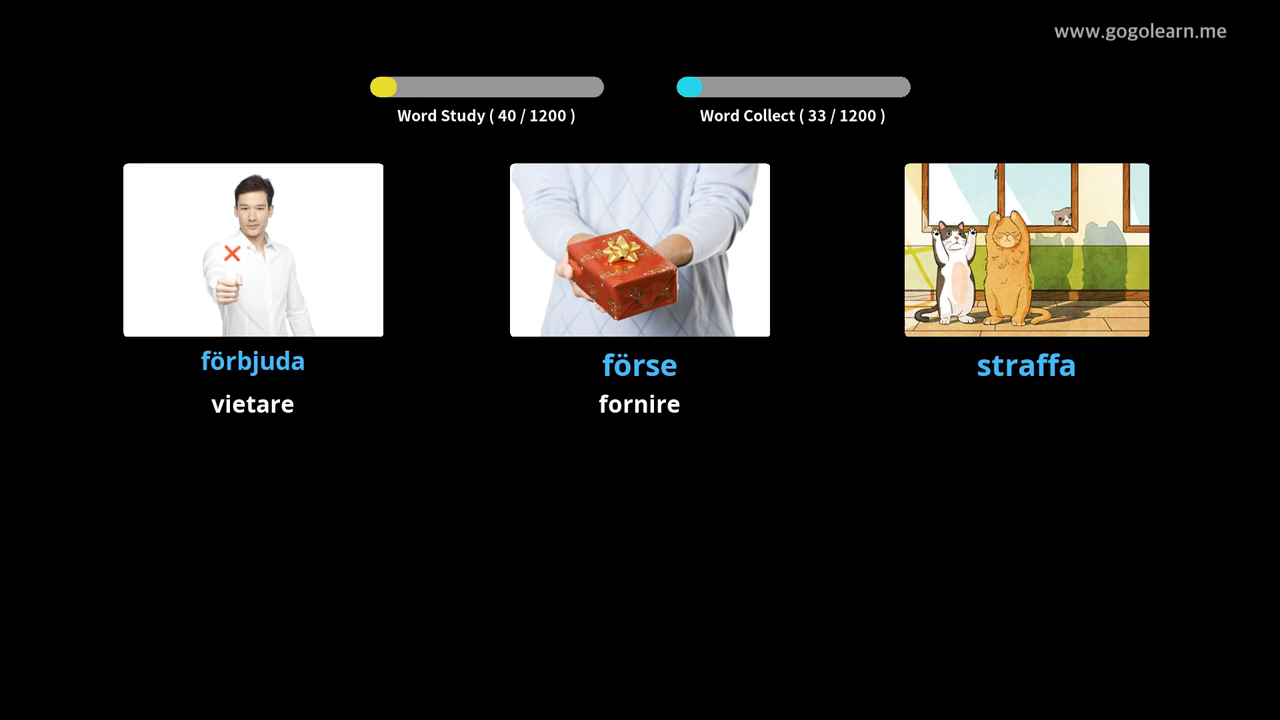 www.gogolearn.me
Word Study ( 40 / 1200 )
Word Collect ( 33 / 1200 )
förbjuda
förse
straffa
vietare
fornire